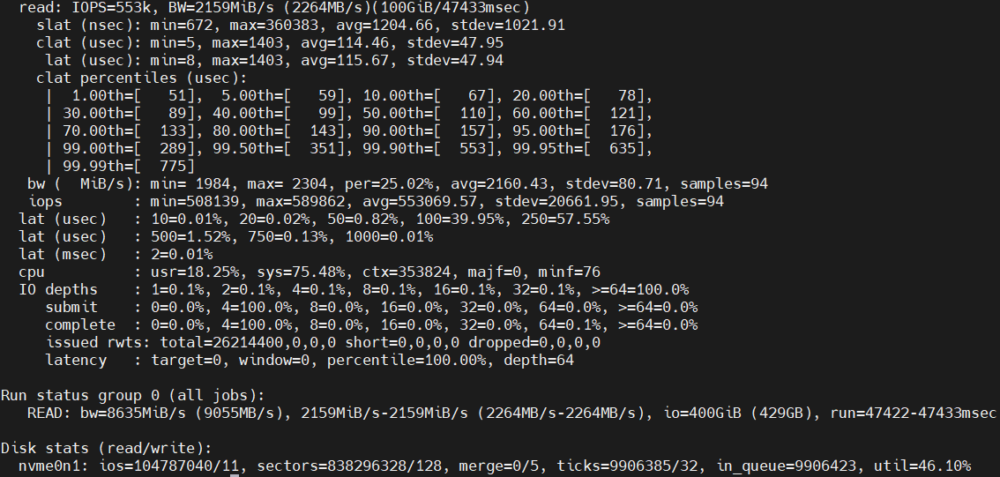 read: IOPS=553k, BW=2159MiB/s (2264MB/s)(100GiB/47433msec)
slat (nsec): min=672, max=360383, avg=1204.66, stdev=1021.91
clat (usec): min=5, max=1403, avg=114.46, stdev=47.95
lat (usec): min=8, max=1403, avg=115.67, stdev=47.94
clat percentiles (usec):
| 1.00th=[ 51], 5.00th=[ 59], 10.00th=[ 67], 20.00th=[ 78],
| 30.00th=[ 89], 40.00th=[ 99], 50.00th=[ 110], 60.00th=[ 121],
| 70.00th=[ 133], 80.00th=[ 143], 90.00th=[ 157], 95.00th=[ 176],
| 99.00th=[ 289], 99.50th=[ 351], 99.90th=[ 553], 99.95th=[ 635],
| 99.99th=[ 775]
bw ( MiB/s): min= 1984, max= 2304, per=25.02%, avg=2160.43, stdev=80.71, samples=94
iops : min=508139, max=589862, avg=553069.57, stdev=20661.95, samples=94
lat (usec) : 10=0.01%, 20=0.02%, 50=0.82%, 100=39.95%, 250=57.55%
lat (usec) : 500=1.52%, 750=0.13%, 1000=0.01%
lat (msec) : 2=0.01%
cpu : usr=18.25%, sys=75.48%, ctx=353824, majf=0, minf=76
IO depths : 1=0.1%, 2=0.1%, 4=0.1%, 8=0.1%, 16=0.1%, 32=0.1%, >=64=100.0%
submit : 0=0.0%, 4=100.0%, 8=0.0%, 16=0.0%, 32=0.0%, 64=0.0%, >=64=0.0%
complete : 0=0.0%, 4=100.0%, 8=0.0%, 16=0.0%, 32=0.0%, 64=0.1%, >=64=0.0%
issued rwts: total=26214400,0,0,0 short=0,0,0,0 dropped=0,0,0,0
latency : target=0, window=0, percentile=100.00%, depth=64
Run status group 0 (all jobs):
READ: bw=8635MiB/s (9055MB/s), 2159MiB/s-2159MiB/s (2264MB/s-2264MB/s), io=400GiB (429GB), run=47422-47433msec
Disk stats (read/write):
nvme0n1: ios=104787040/11, sectors=838296328/128, merge=0/5, ticks=9906385/32, in_queue=9906423, util=46.10%